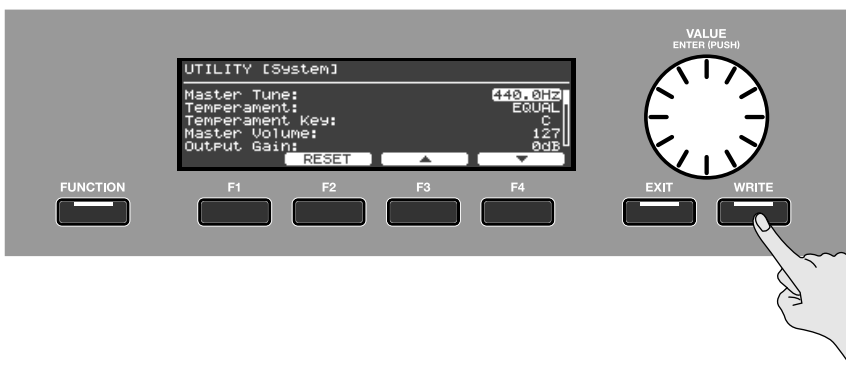 VALUE
ENTER (PUSH)
UTILITY [System]
Master Tune: 440.0Hz
Temperament: EQUAL
Temperament Key: C
Master Volume: 127
Output Gain: 0dB
RESET ▲ ▼
FUNCTION F1 F2 F3 F4 EXIT WRITE